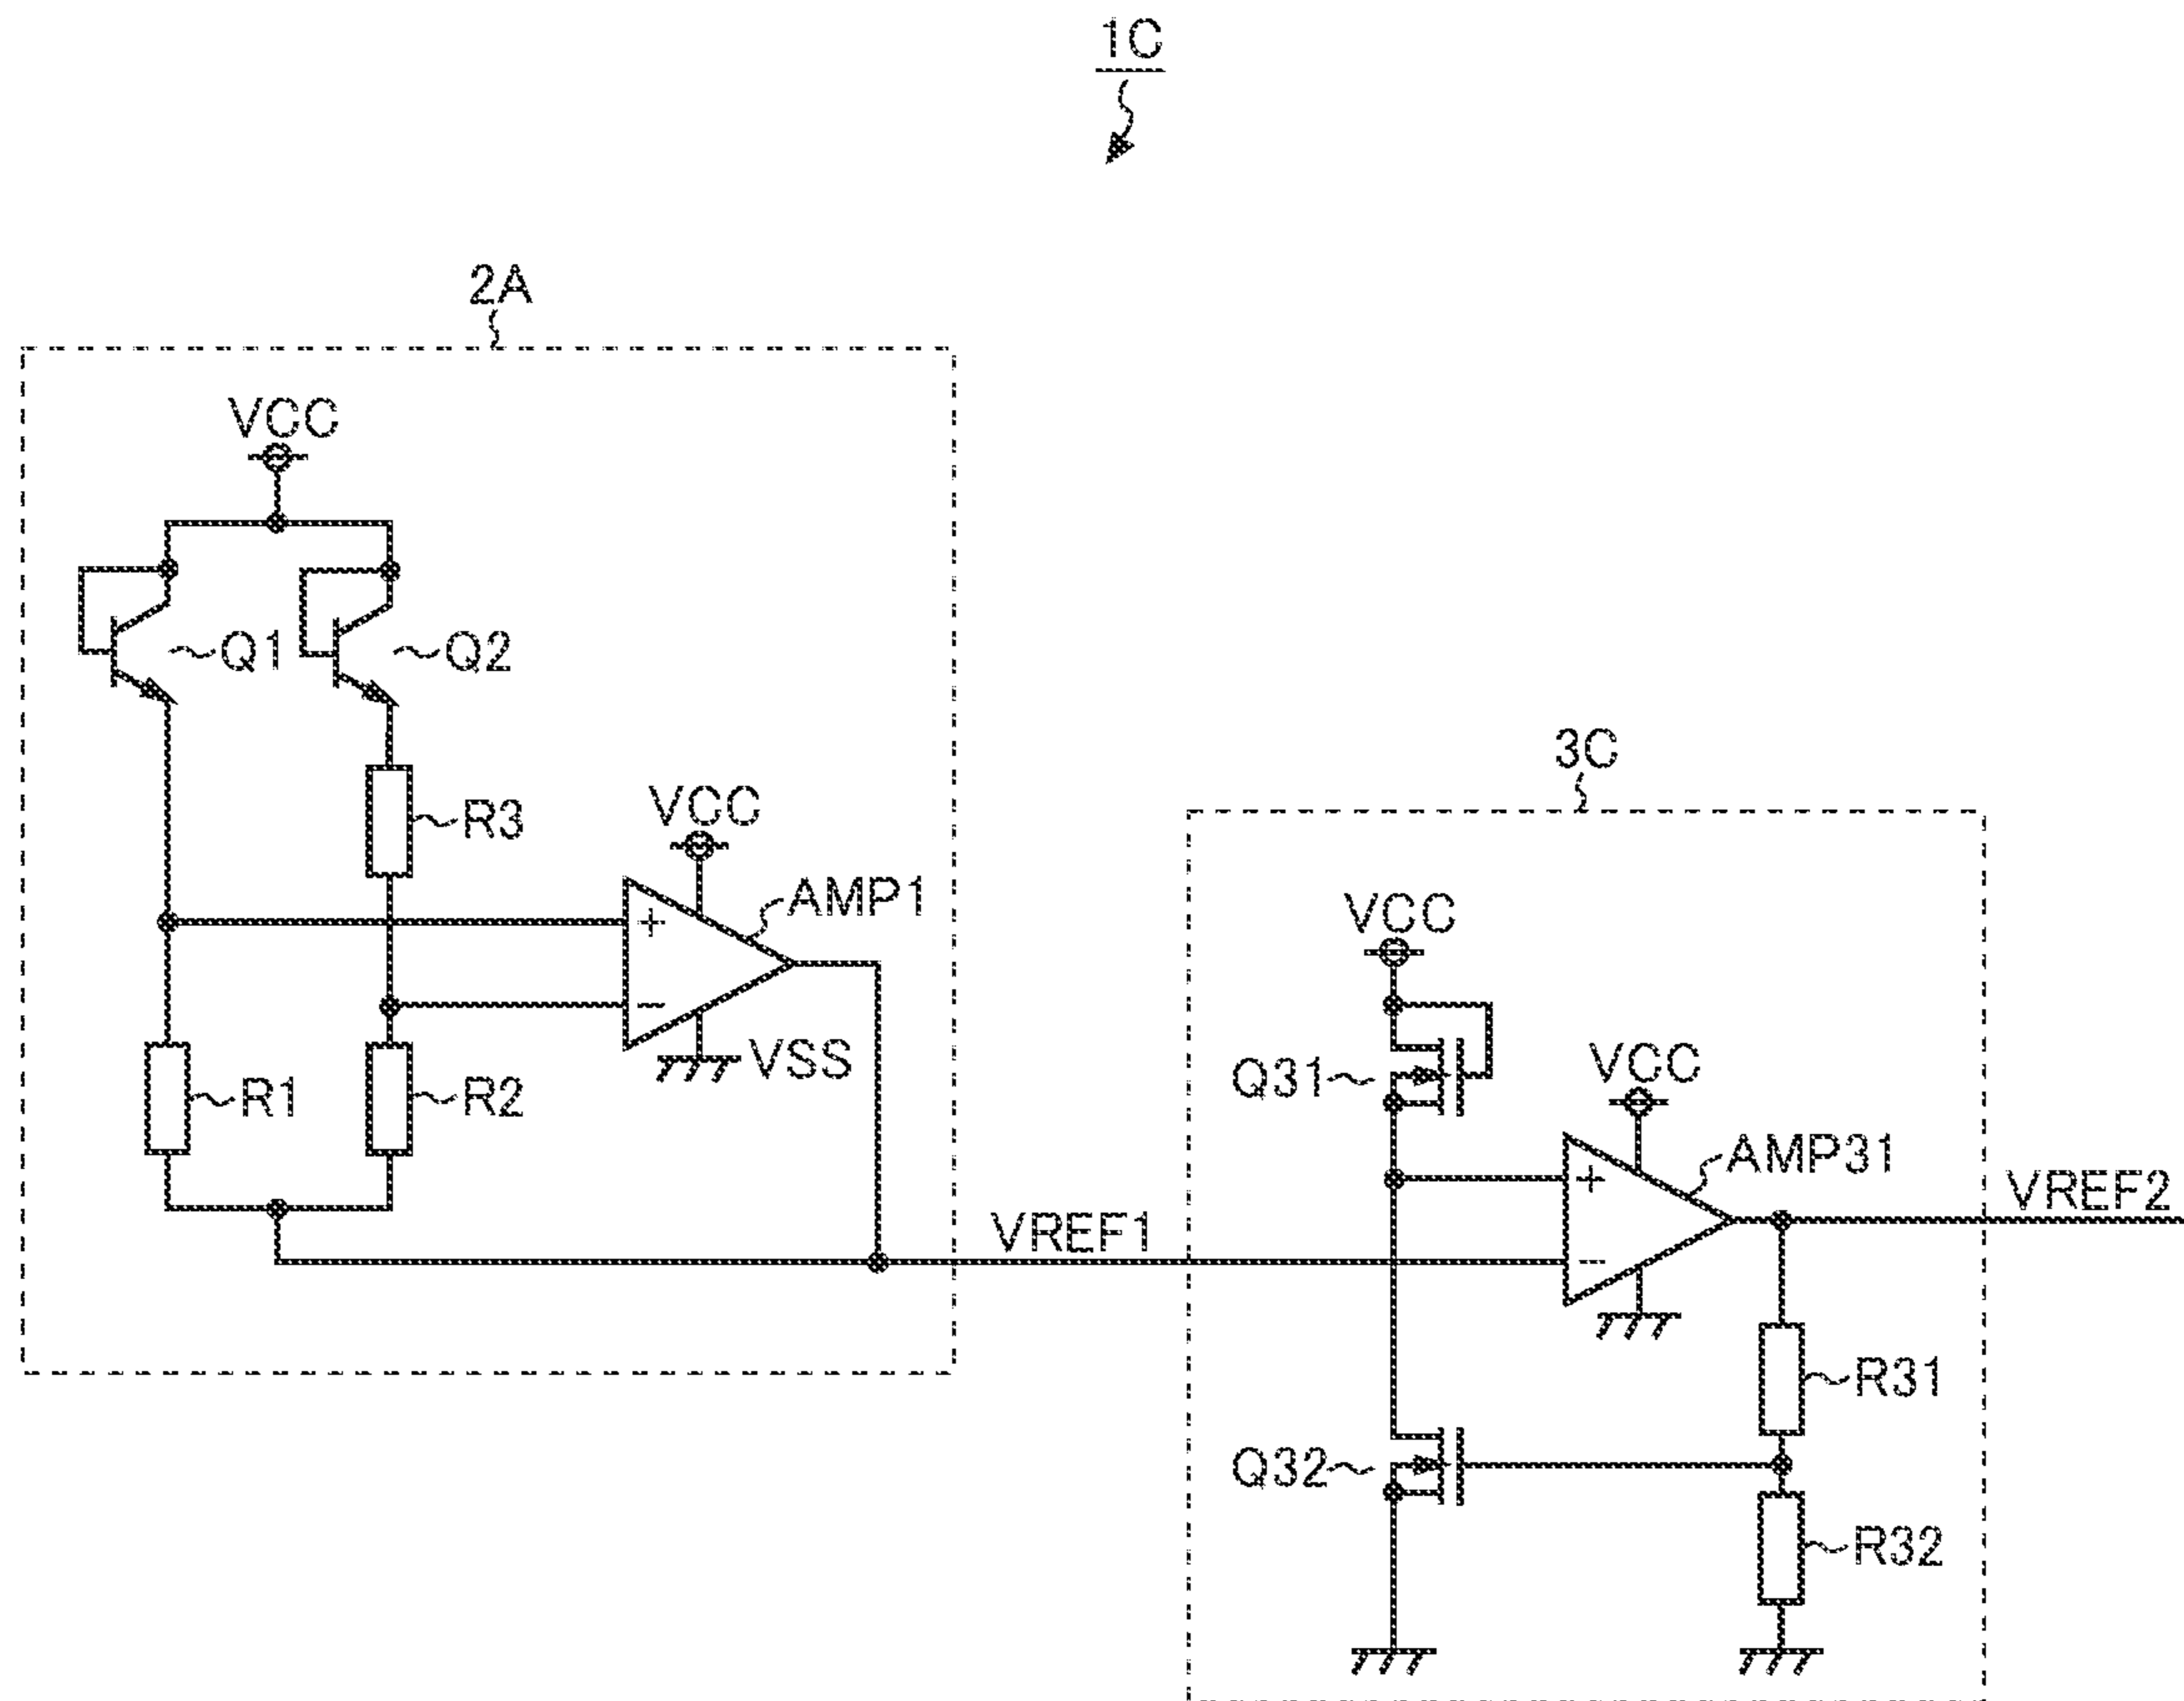 1C
2A
VCC
Q1
Q2
R3
VCC
AMP1
+
−
VSS
R1
R2
VREF1
3C
VCC
Q31
VCC
AMP31
+
−
VREF2
R31
Q32
R32